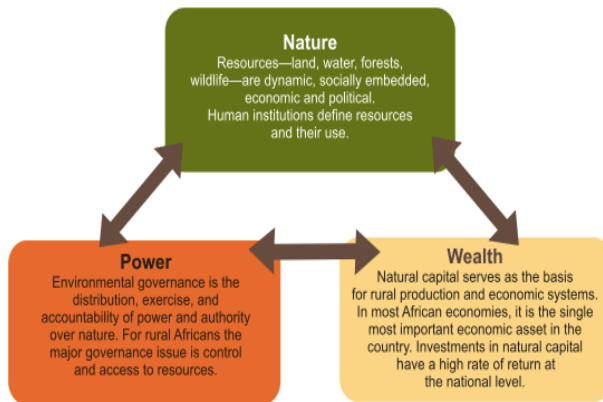 Nature
Resources—land, water, forests,
wildlife—are dynamic, socially embedded,
economic and political.
Human institutions define resources
and their use.
Power
Environmental governance is the
distribution, exercise, and
accountability of power and authority
over nature. For rural Africans the
major governance issue is control
and access to resources.
Wealth
Natural capital serves as the basis
for rural production and economic systems.
In most African economies, it is the single
most important economic asset in the
country. Investments in natural capital
have a high rate of return at
the national level.